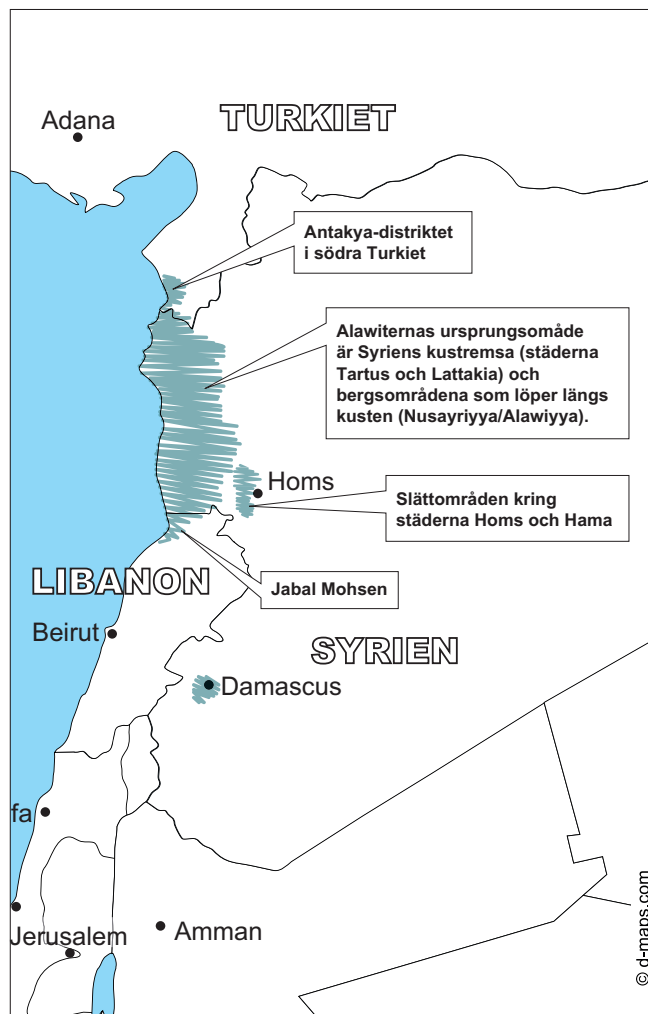 Adana
TURKIET
Antakya-distriktet
i södra Turkiet
Alawiternas ursprungsomåde
är Syriens kustremsa (städerna
Tartus och Lattakia) och
bergsområdena som löper längs
kusten (Nusayriyya/Alawiyya).
Homs
Slättområden kring
städerna Homs och Hama
LIBANON
Jabal Mohsen
Beirut
SYRIEN
Damascus
fa
Jerusalem
Amman
© d-maps.com